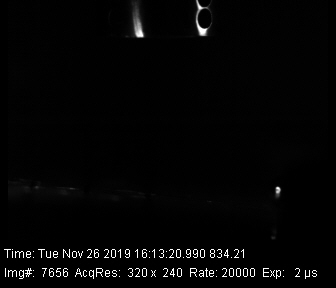 Time: Tue Nov 26 2019 16:13:20.990 834.21
Img#: 7656 AcqRes: 320 x 240 Rate: 20000 Exp: 2 µs